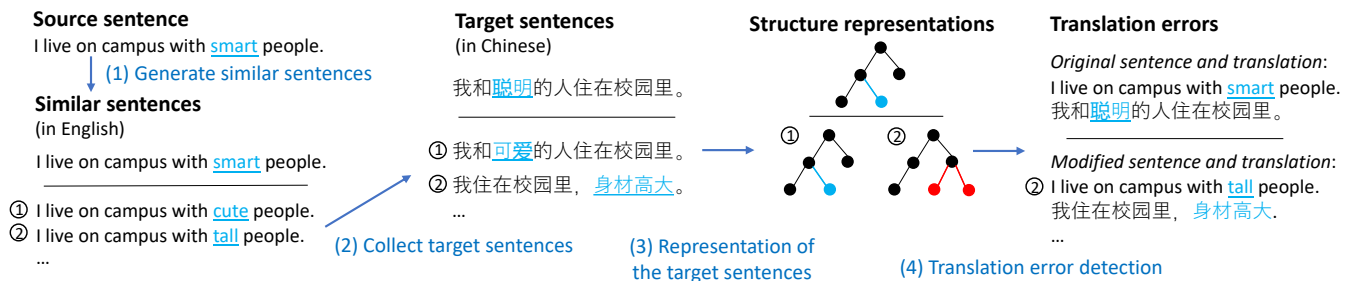 Source sentence
I live on campus with smart people.
(1) Generate similar sentences
Similar sentences
(in English)
I live on campus with smart people.
① I live on campus with cute people.
② I live on campus with tall people.
…
(2) Collect target sentences
Target sentences
(in Chinese)
我和聪明的人住在校园里。
① 我和可爱的人住在校园里。
② 我住在校园里，身材高大。
…
(3) Representation of
the target sentences
Structure representations
①
②
(4) Translation error detection
Translation errors
Original sentence and translation:
I live on campus with smart people.
我和聪明的人住在校园里。
Modified sentence and translation:
② I live on campus with tall people.
我住在校园里，身材高大.
…